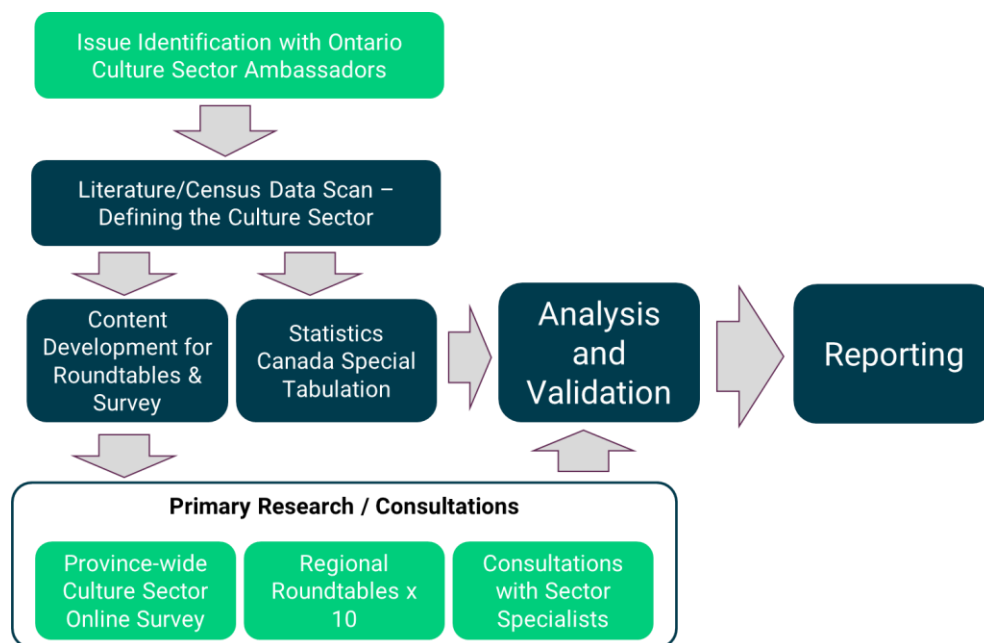 Issue Identification with Ontario
Culture Sector Ambassadors
Literature/Census Data Scan –
Defining the Culture Sector
Content
Development for
Roundtables &
Survey
Statistics
Canada Special
Tabulation
Analysis
and
Validation
Reporting
Primary Research / Consultations
Province-wide
Culture Sector
Online Survey
Regional
Roundtables x
10
Consultations
with Sector
Specialists